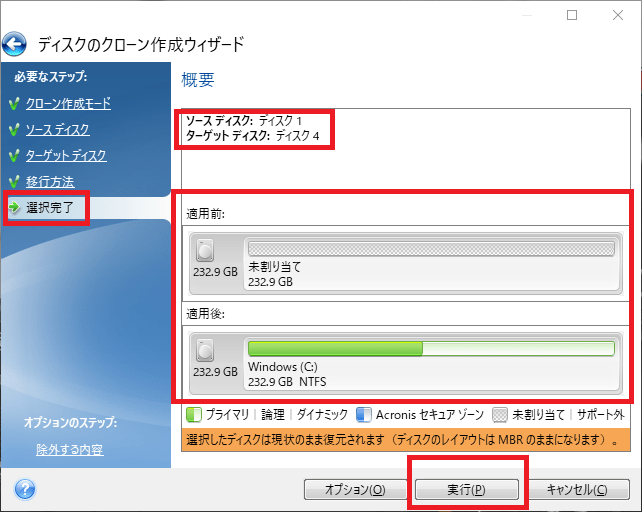 ディスクのクローン作成ウィザード
必要なステップ:
クローン作成モード
ソース ディスク
ターゲット ディスク
移行方法
選択完了
オプションのステップ:
除外する内容
概要
ソース ディスク: ディスク 1
ターゲット ディスク: ディスク 4
適用前:
232.9 GB
未割り当て
232.9 GB
適用後:
232.9 GB
Windows (C:)
232.9 GB NTFS
プライマリ | 論理 | ダイナミック Acronis セキュア ゾーン 未割り当て | サポート外
選択したディスクは現状のまま復元されます（ディスクのレイアウトは MBR のままになります）。
?
オプション(O) 実行(P) キャンセル(C)